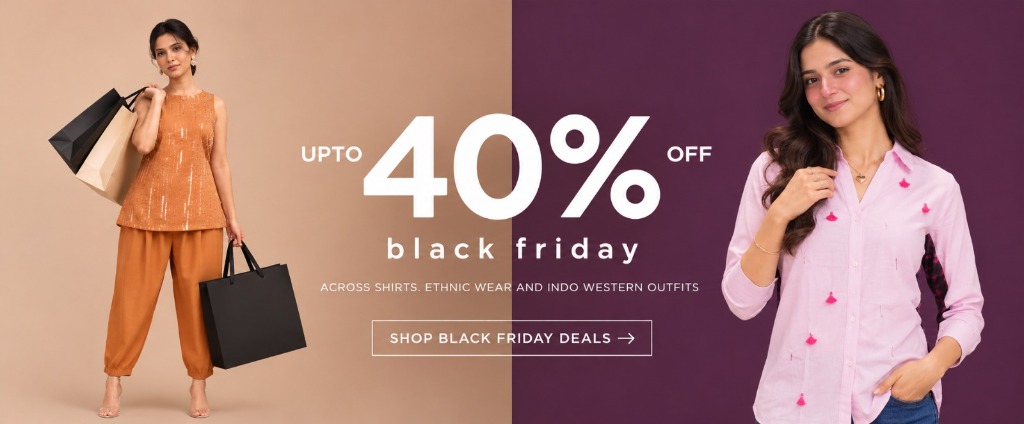 UPTO 40% OFF
black friday
ACROSS SHIRTS. ETHNIC WEAR AND INDO WESTERN OUTFITS
SHOP BLACK FRIDAY DEALS →